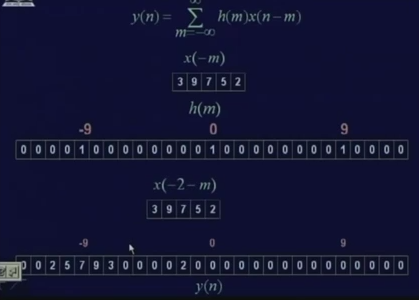 y(n) = ∞ Σ m=-∞ h(m)x(n-m)
x(-m)
3 9 7 5 2
h(m)
-9 0 9
0 0 0 0 1 0 0 0 0 0 0 0 0 1 0 0 0 0 0 0 0 0 1 0 0 0 0
x(-2-m)
3 9 7 5 2
-9 0 9
0 0 2 5 7 9 3 0 0 0 0 2 0 0 0 0 0 0 0 0 0 0 0 0 0 0 0
y(n)